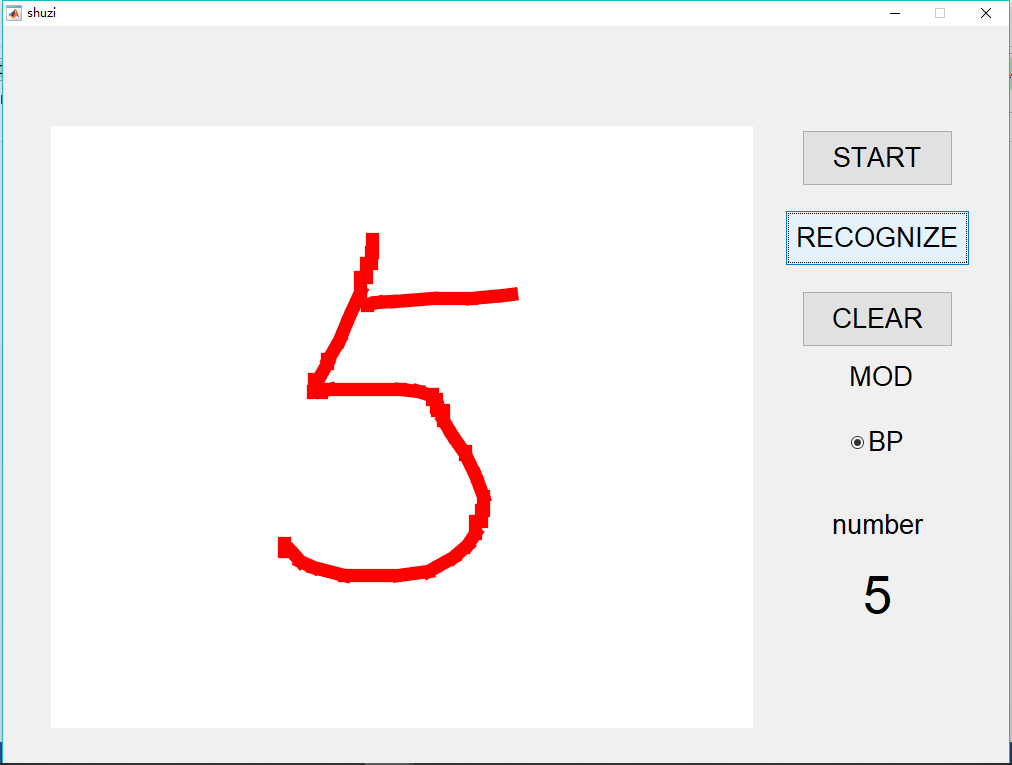 shuzi
5
START
RECOGNIZE
CLEAR
MOD
BP
number
5